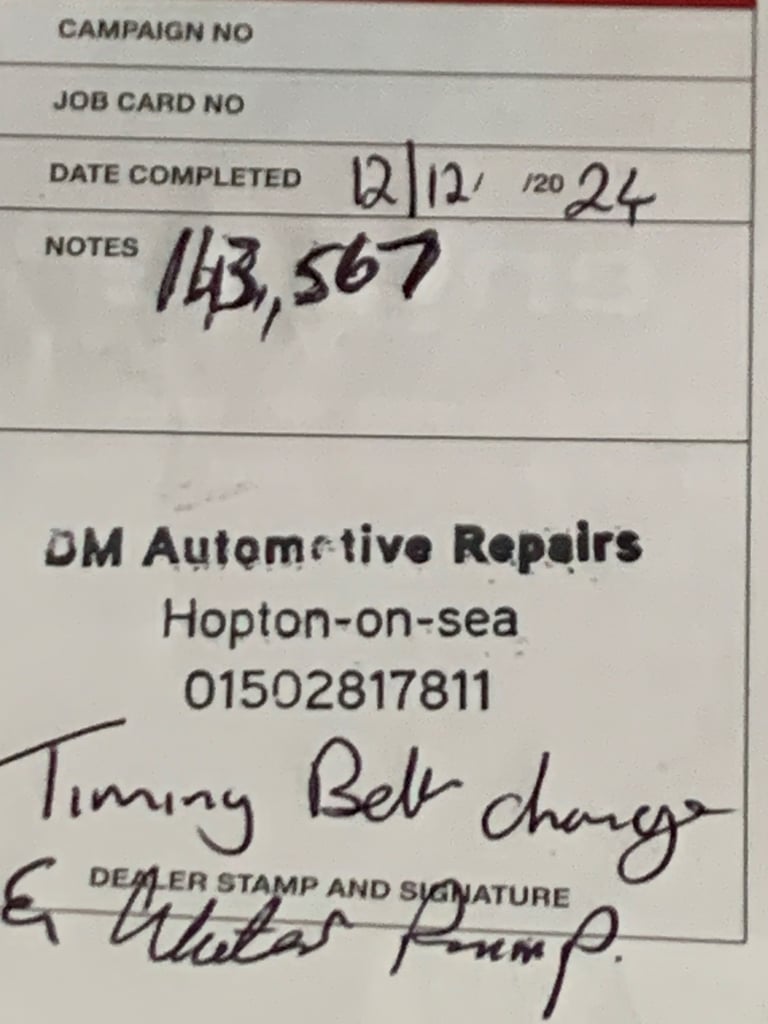 CAMPAIGN NO
JOB CARD NO
DATE COMPLETED 12/12/ /2024
NOTES 143,567
DM Automotive Repairs
Hopton-on-sea
01502817811
Timing Belt change
DEALER STAMP AND SIGNATURE
& Water Pump.